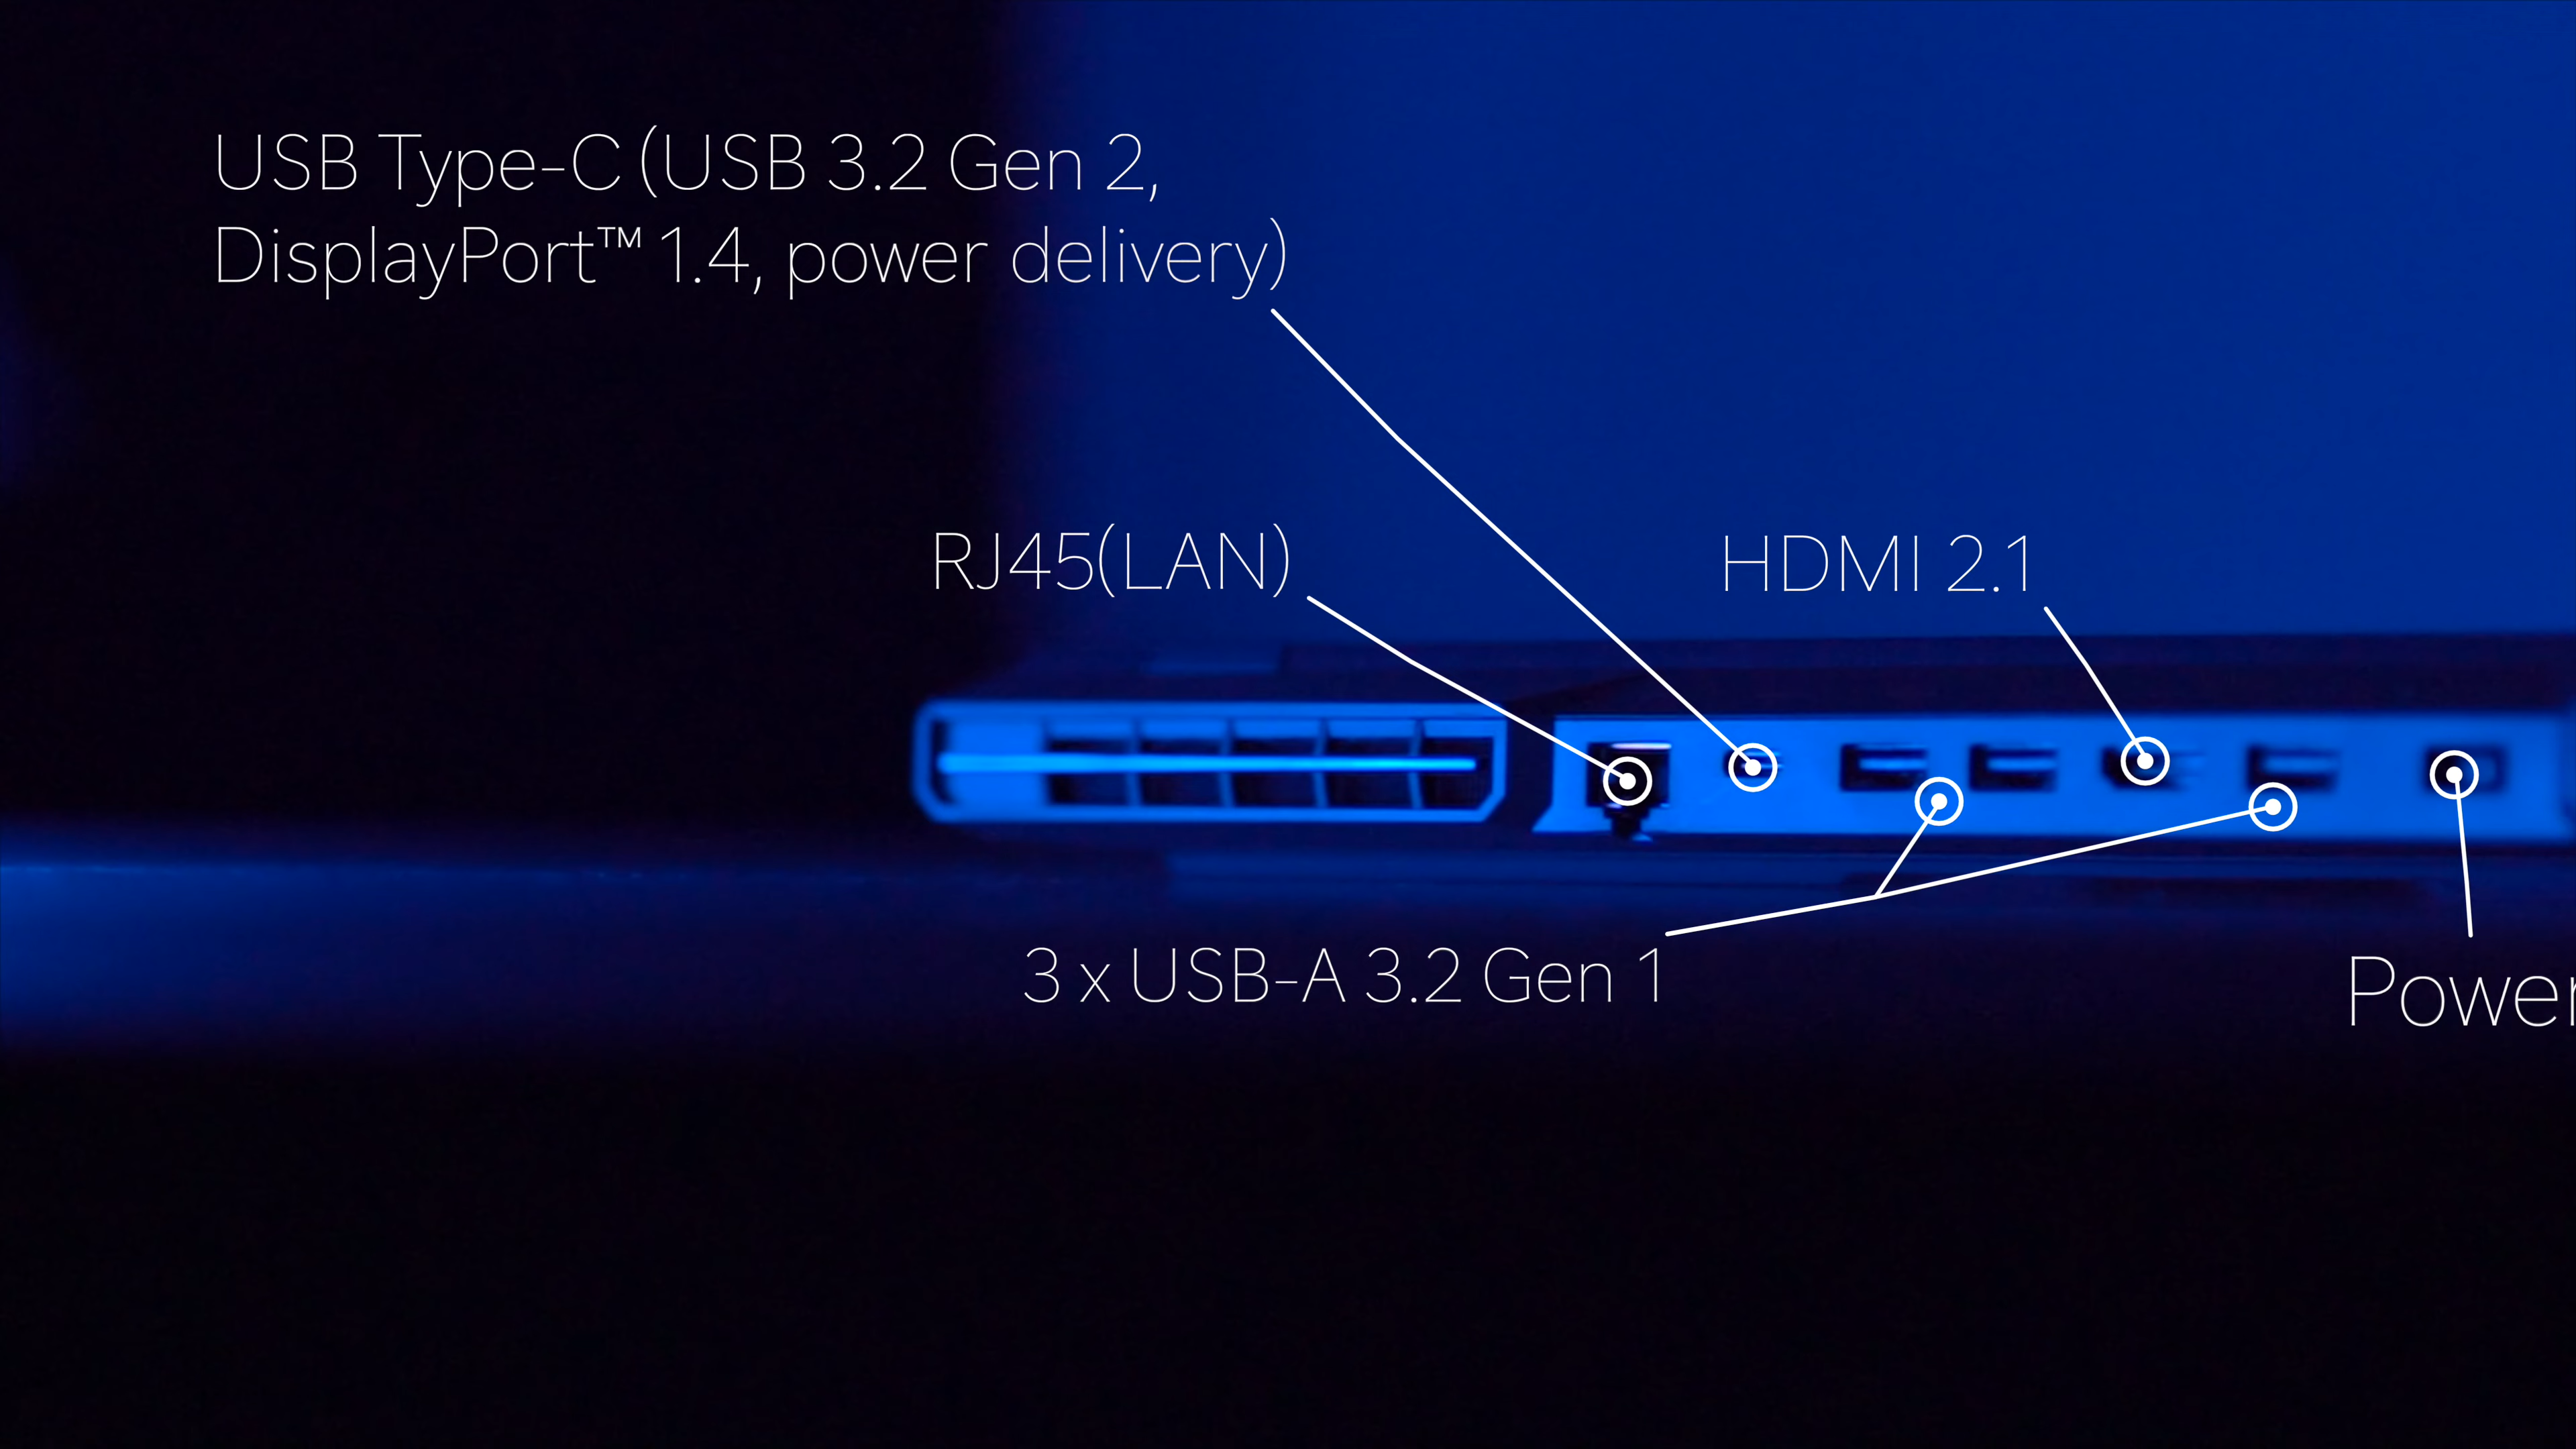 USB Type-C (USB 3.2 Gen 2,
DisplayPort™ 1.4, power delivery)
RJ45(LAN)
HDMI 2.1
3 x USB-A 3.2 Gen 1
Power